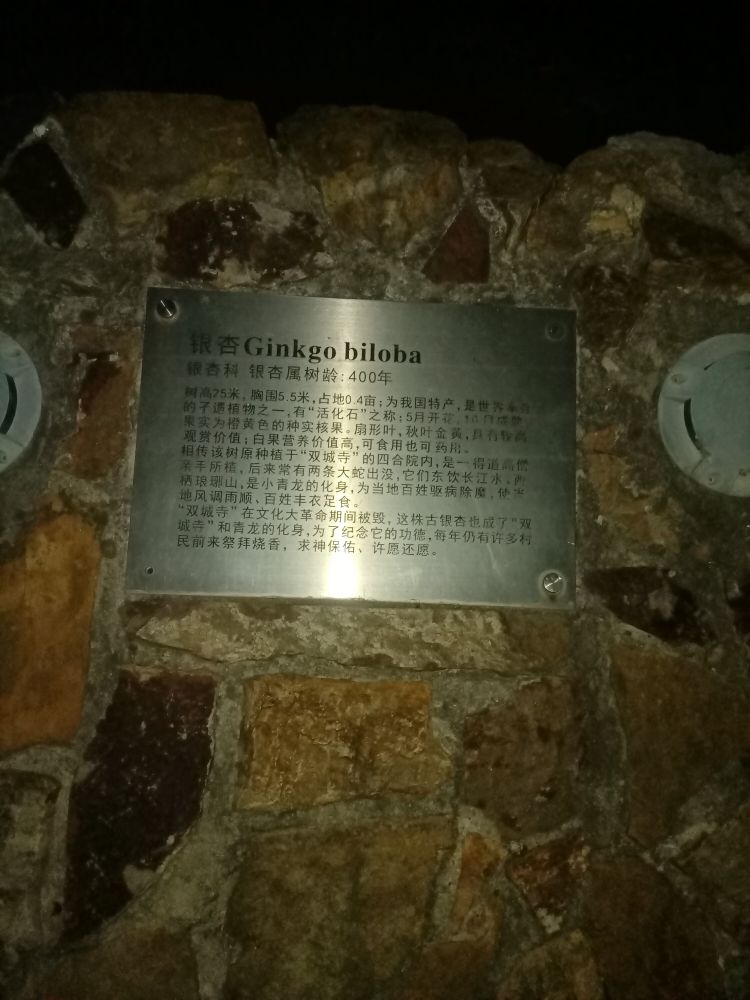 银杏Ginkgo biloba
银杏科 银杏属树龄:400年
树高25米,胸围5.5米,占地0.4亩;为我国特产,是世界
的孑遗植物之一,有“活化石”之称;5月开花,10月成熟,
果实为橙黄色的种实核果。扇形叶,秋叶金黄,具有较高
观赏价值;白果营养价值高,可食用也可药用。
相传该树原种植于“双城寺”的四合院内,是一得道高僧
亲手所植,后来常有两条大蛇出没,它们东饮长江水、西
栖琅琊山,是小青龙的化身,为当地百姓驱病除魔,使当
地风调雨顺、百姓丰衣足食。
“双城寺”在文化大革命期间被毁,这株古银杏也成了“双
城寺”和青龙的化身,为了纪念它的功德,每年仍有许多村
民前来祭拜烧香,求神保佑、许愿还愿。